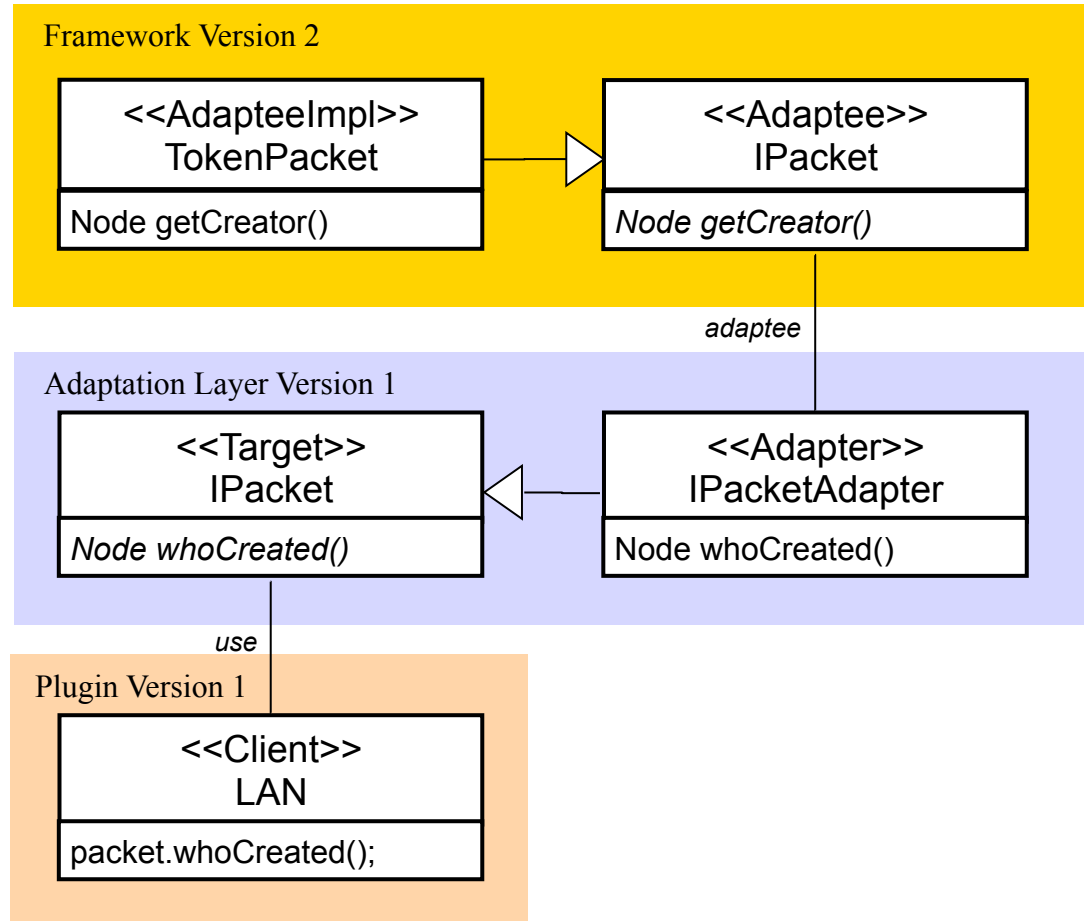 Framework Version 2
<<AdapteeImpl>>
TokenPacket
Node getCreator()
<<Adaptee>>
IPacket
Node getCreator()
adaptee
Adaptation Layer Version 1
<<Target>>
IPacket
Node whoCreated()
<<Adapter>>
IPacketAdapter
Node whoCreated()
use
Plugin Version 1
<<Client>>
LAN
packet.whoCreated();